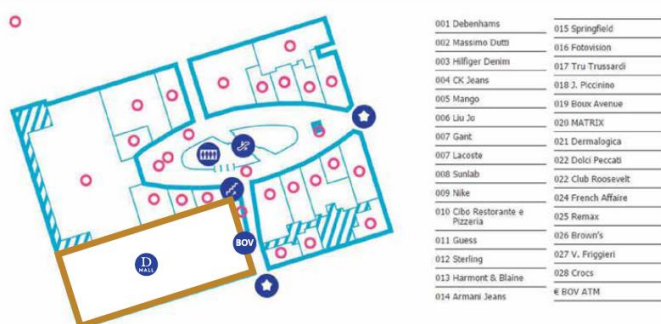 D
MALL
BOV
001 Debenhams
002 Massimo Dutti
003 Hilfiger Denim
004 CK Jeans
005 Mango
006 Liu Jo
007 Gant
007 Lacoste
008 Sunlab
009 Nike
010 Cibo Restorante e
Pizzeria
011 Guess
012 Sterling
013 Harmont & Blaine
014 Armani Jeans
015 Springfield
016 Fotovision
017 Tru Trussardi
018 J. Piccinino
019 Boux Avenue
020 MATRIX
021 Dermalogica
022 Dolci Peccati
022 Club Roosevelt
024 French Affaire
025 Remax
026 Brown's
027 V. Friggieri
028 Crocs
€ BOV ATM